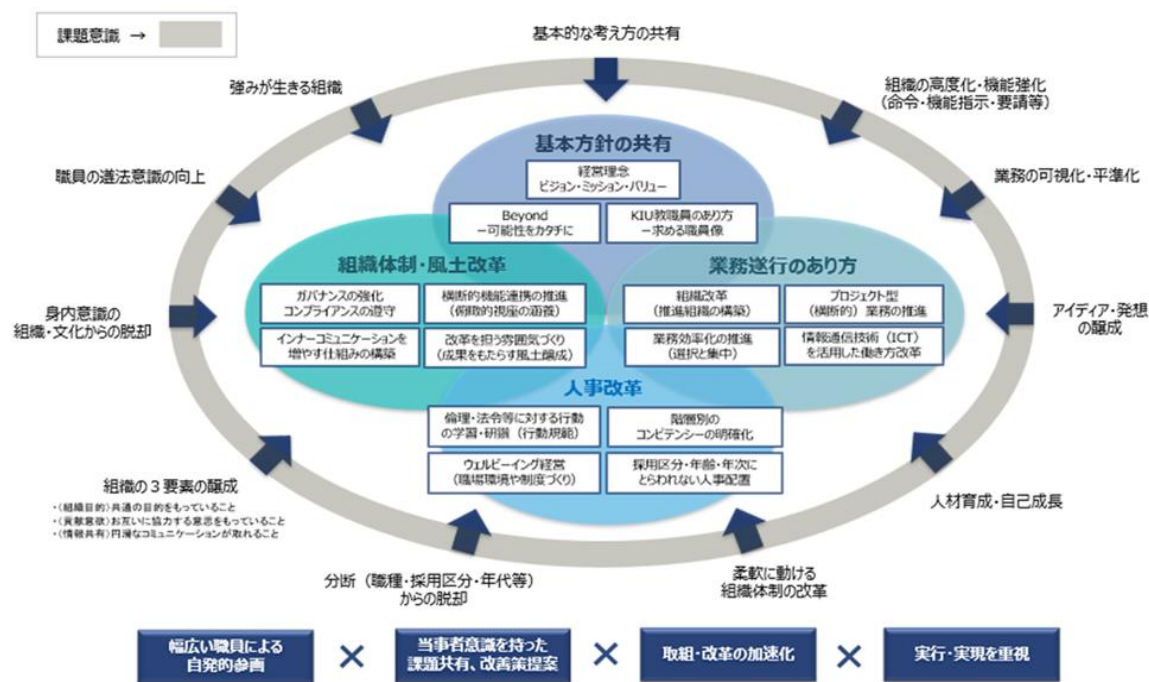 課題意識 →
基本的な考え方の共有
強みが生きる組織
組織の高度化・機能強化
（命令・機能指示・要請等）
職員の遵法意識の向上
業務の可視化・平準化
身内意識の
組織・文化からの脱却
アイディア・発想
の醸成
基本方針の共有
経営理念
ビジョン・ミッション・バリュー
Beyond
－可能性をカタチに
KIU教職員のあり方
－求める職員像
組織体制・風土改革
ガバナンスの強化
コンプライアンスの遵守
横断的機能連携の推進
（俯瞰的視座の涵養）
インナーコミュニケーションを
増やす仕組みの構築
改革を担う雰囲気づくり
（成果をもたらす風土醸成）
業務遂行のあり方
組織改革
（推進組織の構築）
プロジェクト型
（横断的）業務の推進
業務効率化の推進
（選択と集中）
情報通信技術（ICT）
を活用した働き方改革
人事改革
倫理・法令等に対する行動
の学習・研鑽（行動規範）
階層別の
コンピテンシーの明確化
ウェルビーイング経営
（職場環境や制度づくり）
採用区分・年齢・年次に
とらわれない人事配置
組織の３要素の醸成
・〈組織目的〉共通の目的をもっていること
・〈貢献意欲〉お互いに協力する意思をもっていること
・〈情報共有〉円滑なコミュニケーションが取れること
人材育成・自己成長
分断（職種・採用区分・年代等）
からの脱却
柔軟に動ける
組織体制の改革
幅広い職員による
自発的参画
×
当事者意識を持った
課題共有、改善策提案
×
取組・改革の加速化
×
実行・実現を重視